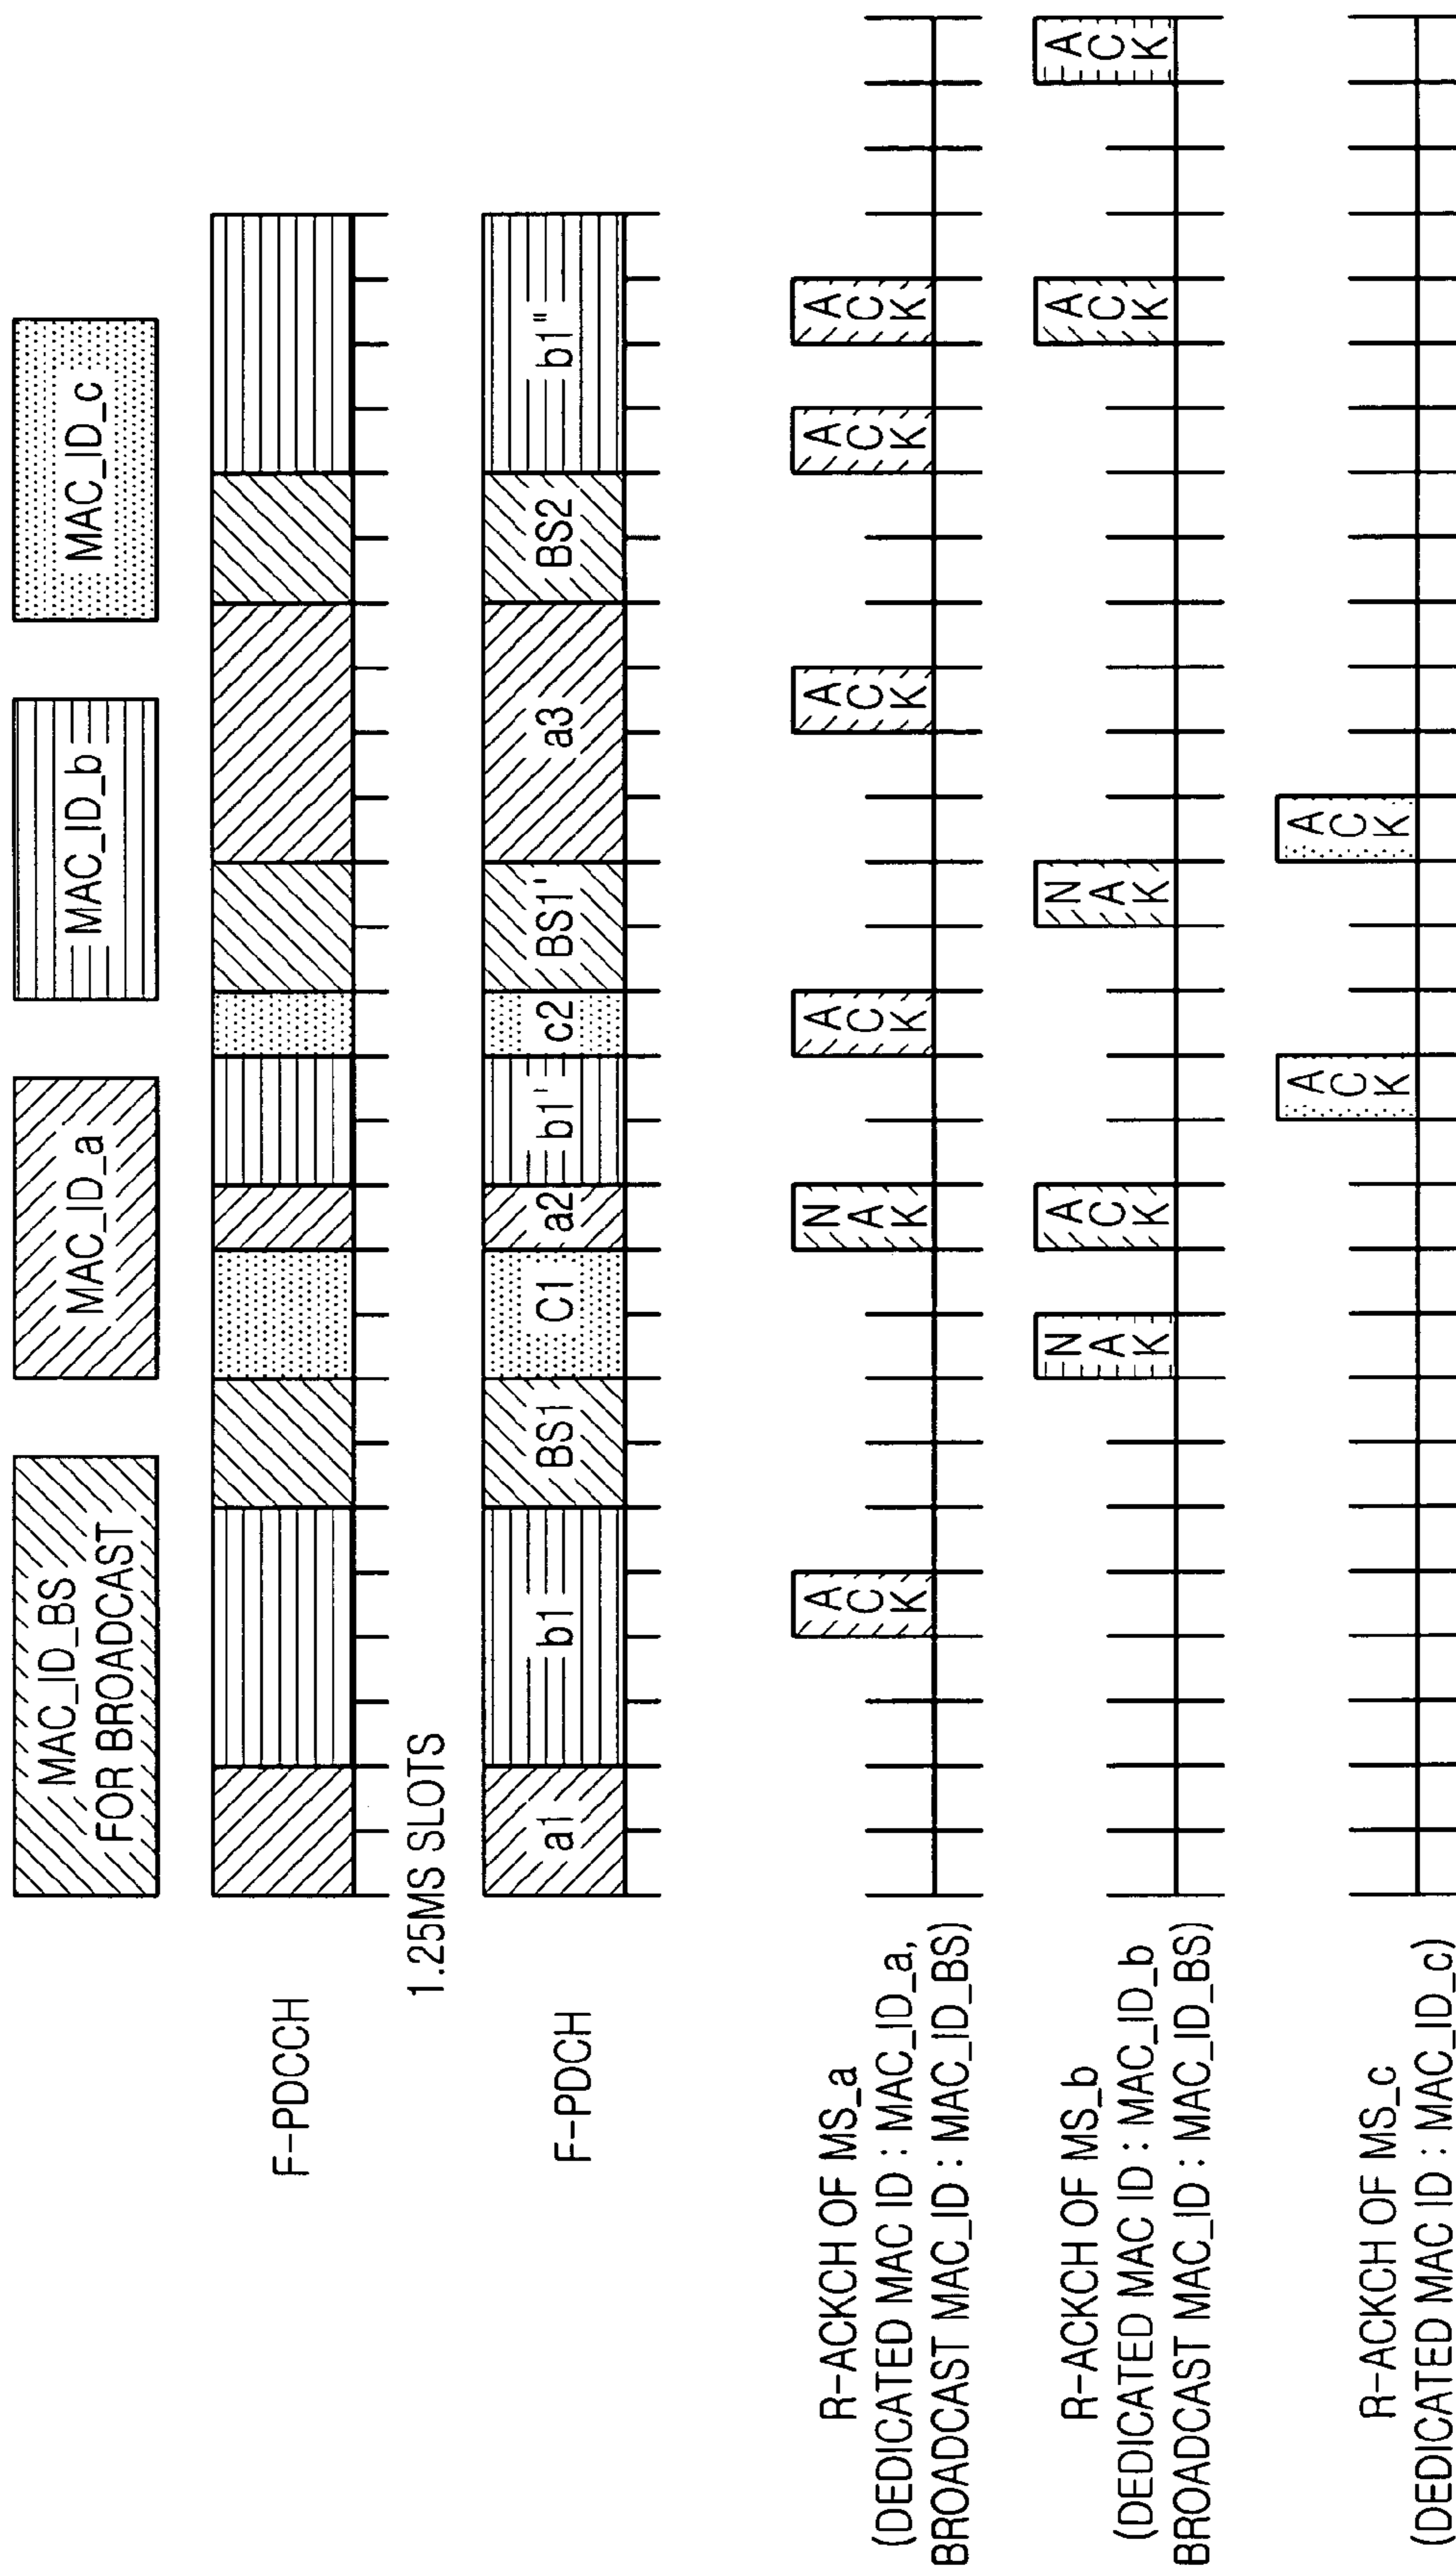 MAC_ID_BS
FOR BROADCAST
MAC_ID_a
MAC_ID_b
MAC_ID_c
F-PDCCH
1.25MS SLOTS
F-PDCH
a1
b1
BS1
C1
a2
b1'
c2
BS1'
a3
BS2
b1"
R-ACKCH OF MS_a
(DEDICATED MAC ID : MAC_ID_a,
BROADCAST MAC_ID : MAC_ID_BS)
ACK
NAK
ACK
ACK
ACK
ACK
R-ACKCH OF MS_b
(DEDICATED MAC ID : MAC_ID_b
BROADCAST MAC_ID : MAC_ID_BS)
NAK
ACK
NAK
ACK
ACK
R-ACKCH OF MS_c
(DEDICATED MAC ID : MAC_ID_c)
ACK
ACK